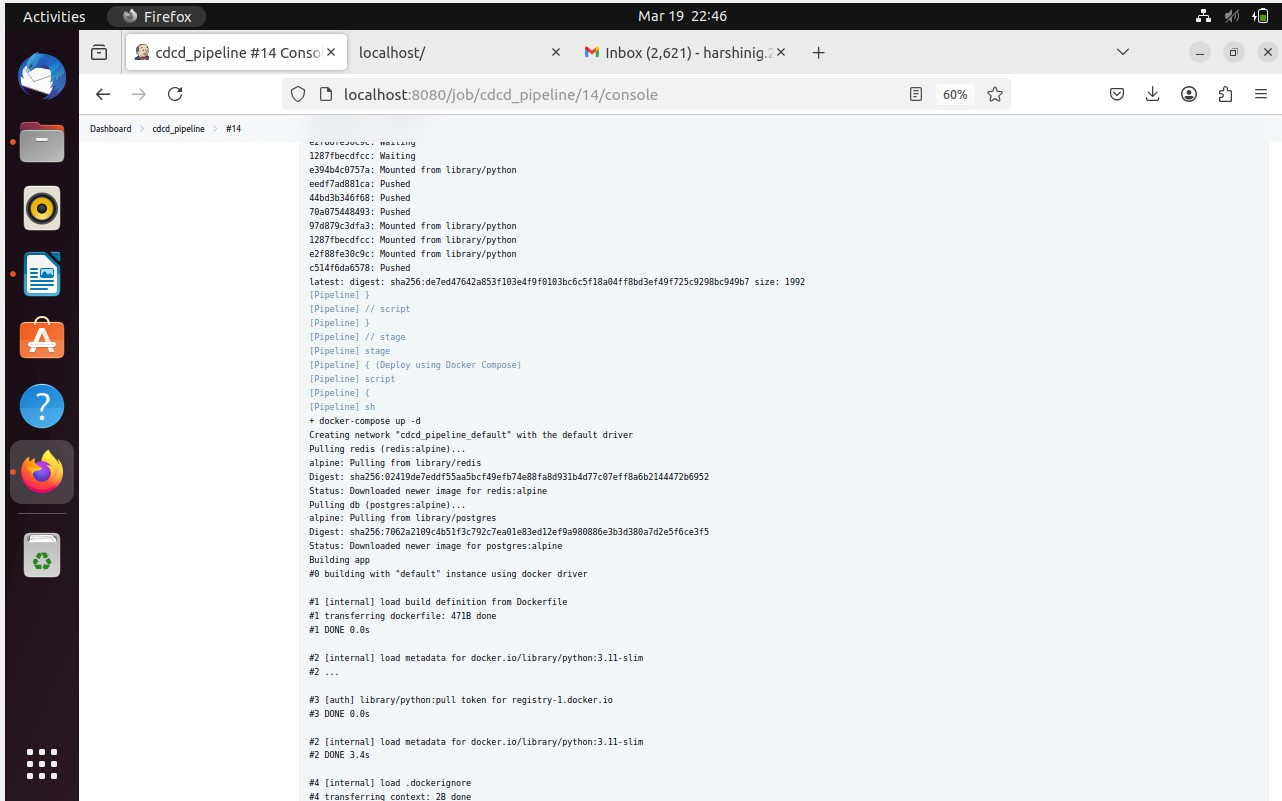 Activities
Firefox
Mar 19 22:46
cdcd_pipeline #14 Conso
localhost/
Inbox (2,621) - harshinig.2
localhost:8080/job/cdcd_pipeline/14/console
60%
Dashboard > cdcd_pipeline > #14
e2f88fe30c9c: Waiting
1287fbecdfcc: Waiting
e394b4c0757a: Mounted from library/python
eedf7ad881ca: Pushed
44bd3b346f68: Pushed
70a075448493: Pushed
97d879c3dfa3: Mounted from library/python
1287fbecdfcc: Mounted from library/python
e2f88fe30c9c: Mounted from library/python
c514f6da6578: Pushed
latest: digest: sha256:de7ed47642a853f103e4f9f0103bc6c5f18a04ff8bd3ef49f725c9298bc949b7 size: 1992
[Pipeline] }
[Pipeline] // script
[Pipeline] }
[Pipeline] // stage
[Pipeline] stage
[Pipeline] { (Deploy using Docker Compose)
[Pipeline] script
[Pipeline] {
[Pipeline] sh
+ docker-compose up -d
Creating network "cdcd_pipeline_default" with the default driver
Pulling redis (redis:alpine)...
alpine: Pulling from library/redis
Digest: sha256:02419de7eddf55aa5bcf49efb74e88fa8d931b4d77c07eff8a6b2144472b6952
Status: Downloaded newer image for redis:alpine
Pulling db (postgres:alpine)...
alpine: Pulling from library/postgres
Digest: sha256:7062a2109c4b51f3c792c7ea01e83ed12ef9a980886e3b3d380a7d2e5f6ce3f5
Status: Downloaded newer image for postgres:alpine
Building app
#0 building with "default" instance using docker driver
#1 [internal] load build definition from Dockerfile
#1 transferring dockerfile: 471B done
#1 DONE 0.0s
#2 [internal] load metadata for docker.io/library/python:3.11-slim
#2 ...
#3 [auth] library/python:pull token for registry-1.docker.io
#3 DONE 0.0s
#2 [internal] load metadata for docker.io/library/python:3.11-slim
#2 DONE 3.4s
#4 [internal] load .dockerignore
#4 transferring context: 2B done